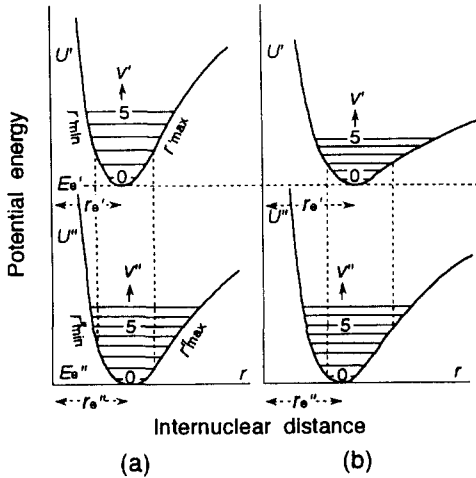 Potential energy
U'
v'
5
r'min
r'max
0
Ee'
re'
U''
v''
5
r''min
r''max
0
Ee''
r
re''
U'
v'
5
0
re'
U''
v''
5
0
r
re''
Internuclear distance
(a)
(b)